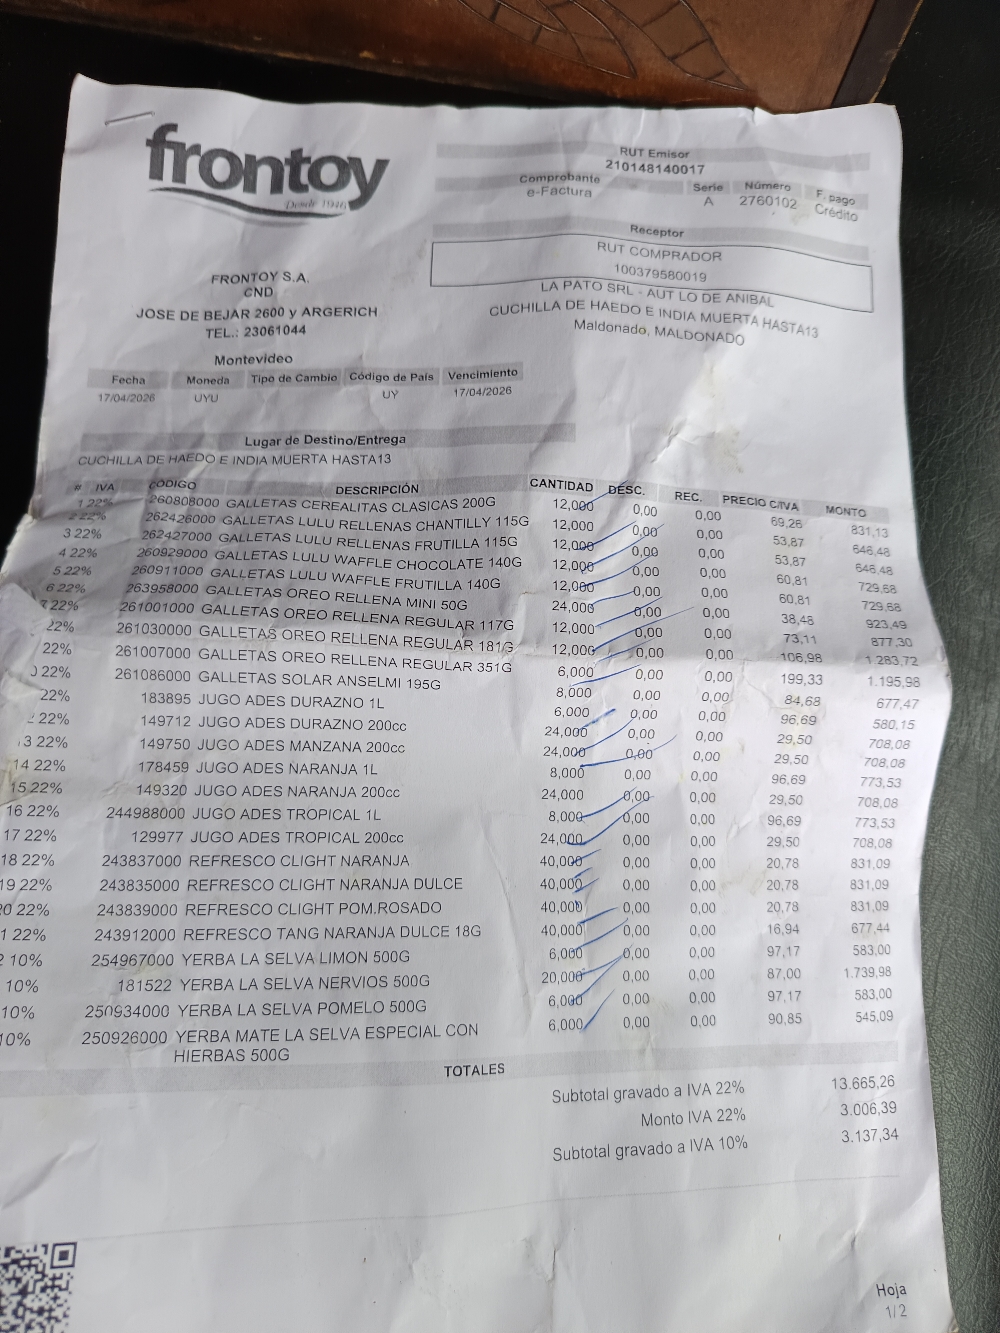 frontoy
Desde 1946
RUT Emisor
210148140017
Comprobante Serie Número F. pago
e-Factura A 2760102 Crédito
Receptor
RUT COMPRADOR
100379580019
LA PATO SRL - AUT LO DE ANIBAL
CUCHILLA DE HAEDO E INDIA MUERTA HASTA13
Maldonado, MALDONADO
FRONTOY S.A.
CND
JOSE DE BEJAR 2600 y ARGERICH
TEL.: 23061044
Montevideo
Fecha Moneda Tipo de Cambio Código de País Vencimiento
17/04/2026 UYU UY 17/04/2026
Lugar de Destino/Entrega
CUCHILLA DE HAEDO E INDIA MUERTA HASTA13
# IVA CÓDIGO DESCRIPCIÓN CANTIDAD DESC. REC. PRECIO C/IVA MONTO
1 22% 260808000 GALLETAS CEREALITAS CLASICAS 200G 12,000 0,00 0,00 69,26 831,13
2 22% 262426000 GALLETAS LULU RELLENAS CHANTILLY 115G 12,000 0,00 0,00 53,87 646,48
3 22% 262427000 GALLETAS LULU RELLENAS FRUTILLA 115G 12,000 0,00 0,00 53,87 646,48
4 22% 260929000 GALLETAS LULU WAFFLE CHOCOLATE 140G 12,000 0,00 0,00 60,81 729,68
5 22% 260911000 GALLETAS LULU WAFFLE FRUTILLA 140G 12,000 0,00 0,00 60,81 729,68
6 22% 263958000 GALLETAS OREO RELLENA MINI 50G 24,000 0,00 0,00 38,48 923,49
7 22% 261001000 GALLETAS OREO RELLENA REGULAR 117G 12,000 0,00 0,00 73,11 877,30
22% 261030000 GALLETAS OREO RELLENA REGULAR 181G 12,000 0,00 0,00 106,98 1.283,72
22% 261007000 GALLETAS OREO RELLENA REGULAR 351G 6,000 0,00 0,00 199,33 1.195,98
0 22% 261086000 GALLETAS SOLAR ANSELMI 195G 8,000 0,00 0,00 84,68 677,47
22% 183895 JUGO ADES DURAZNO 1L 6,000 0,00 0,00 96,69 580,15
22% 149712 JUGO ADES DURAZNO 200cc 24,000 0,00 0,00 29,50 708,08
3 22% 149750 JUGO ADES MANZANA 200cc 24,000 0,00 0,00 29,50 708,08
14 22% 178459 JUGO ADES NARANJA 1L 8,000 0,00 0,00 96,69 773,53
15 22% 149320 JUGO ADES NARANJA 200cc 24,000 0,00 0,00 29,50 708,08
16 22% 244988000 JUGO ADES TROPICAL 1L 8,000 0,00 0,00 96,69 773,53
17 22% 129977 JUGO ADES TROPICAL 200cc 24,000 0,00 0,00 29,50 708,08
18 22% 243837000 REFRESCO CLIGHT NARANJA 40,000 0,00 0,00 20,78 831,09
19 22% 243835000 REFRESCO CLIGHT NARANJA DULCE 40,000 0,00 0,00 20,78 831,09
20 22% 243839000 REFRESCO CLIGHT POM.ROSADO 40,000 0,00 0,00 20,78 831,09
1 22% 243912000 REFRESCO TANG NARANJA DULCE 18G 40,000 0,00 0,00 16,94 677,44
2 10% 254967000 YERBA LA SELVA LIMON 500G 6,000 0,00 0,00 97,17 583,00
10% 181522 YERBA LA SELVA NERVIOS 500G 20,000 0,00 0,00 87,00 1.739,98
10% 250934000 YERBA LA SELVA POMELO 500G 6,000 0,00 0,00 97,17 583,00
10% 250926000 YERBA MATE LA SELVA ESPECIAL CON 6,000 0,00 0,00 90,85 545,09
HIERBAS 500G
TOTALES
Subtotal gravado a IVA 22% 13.665,26
Monto IVA 22% 3.006,39
Subtotal gravado a IVA 10% 3.137,34
Hoja
1/2